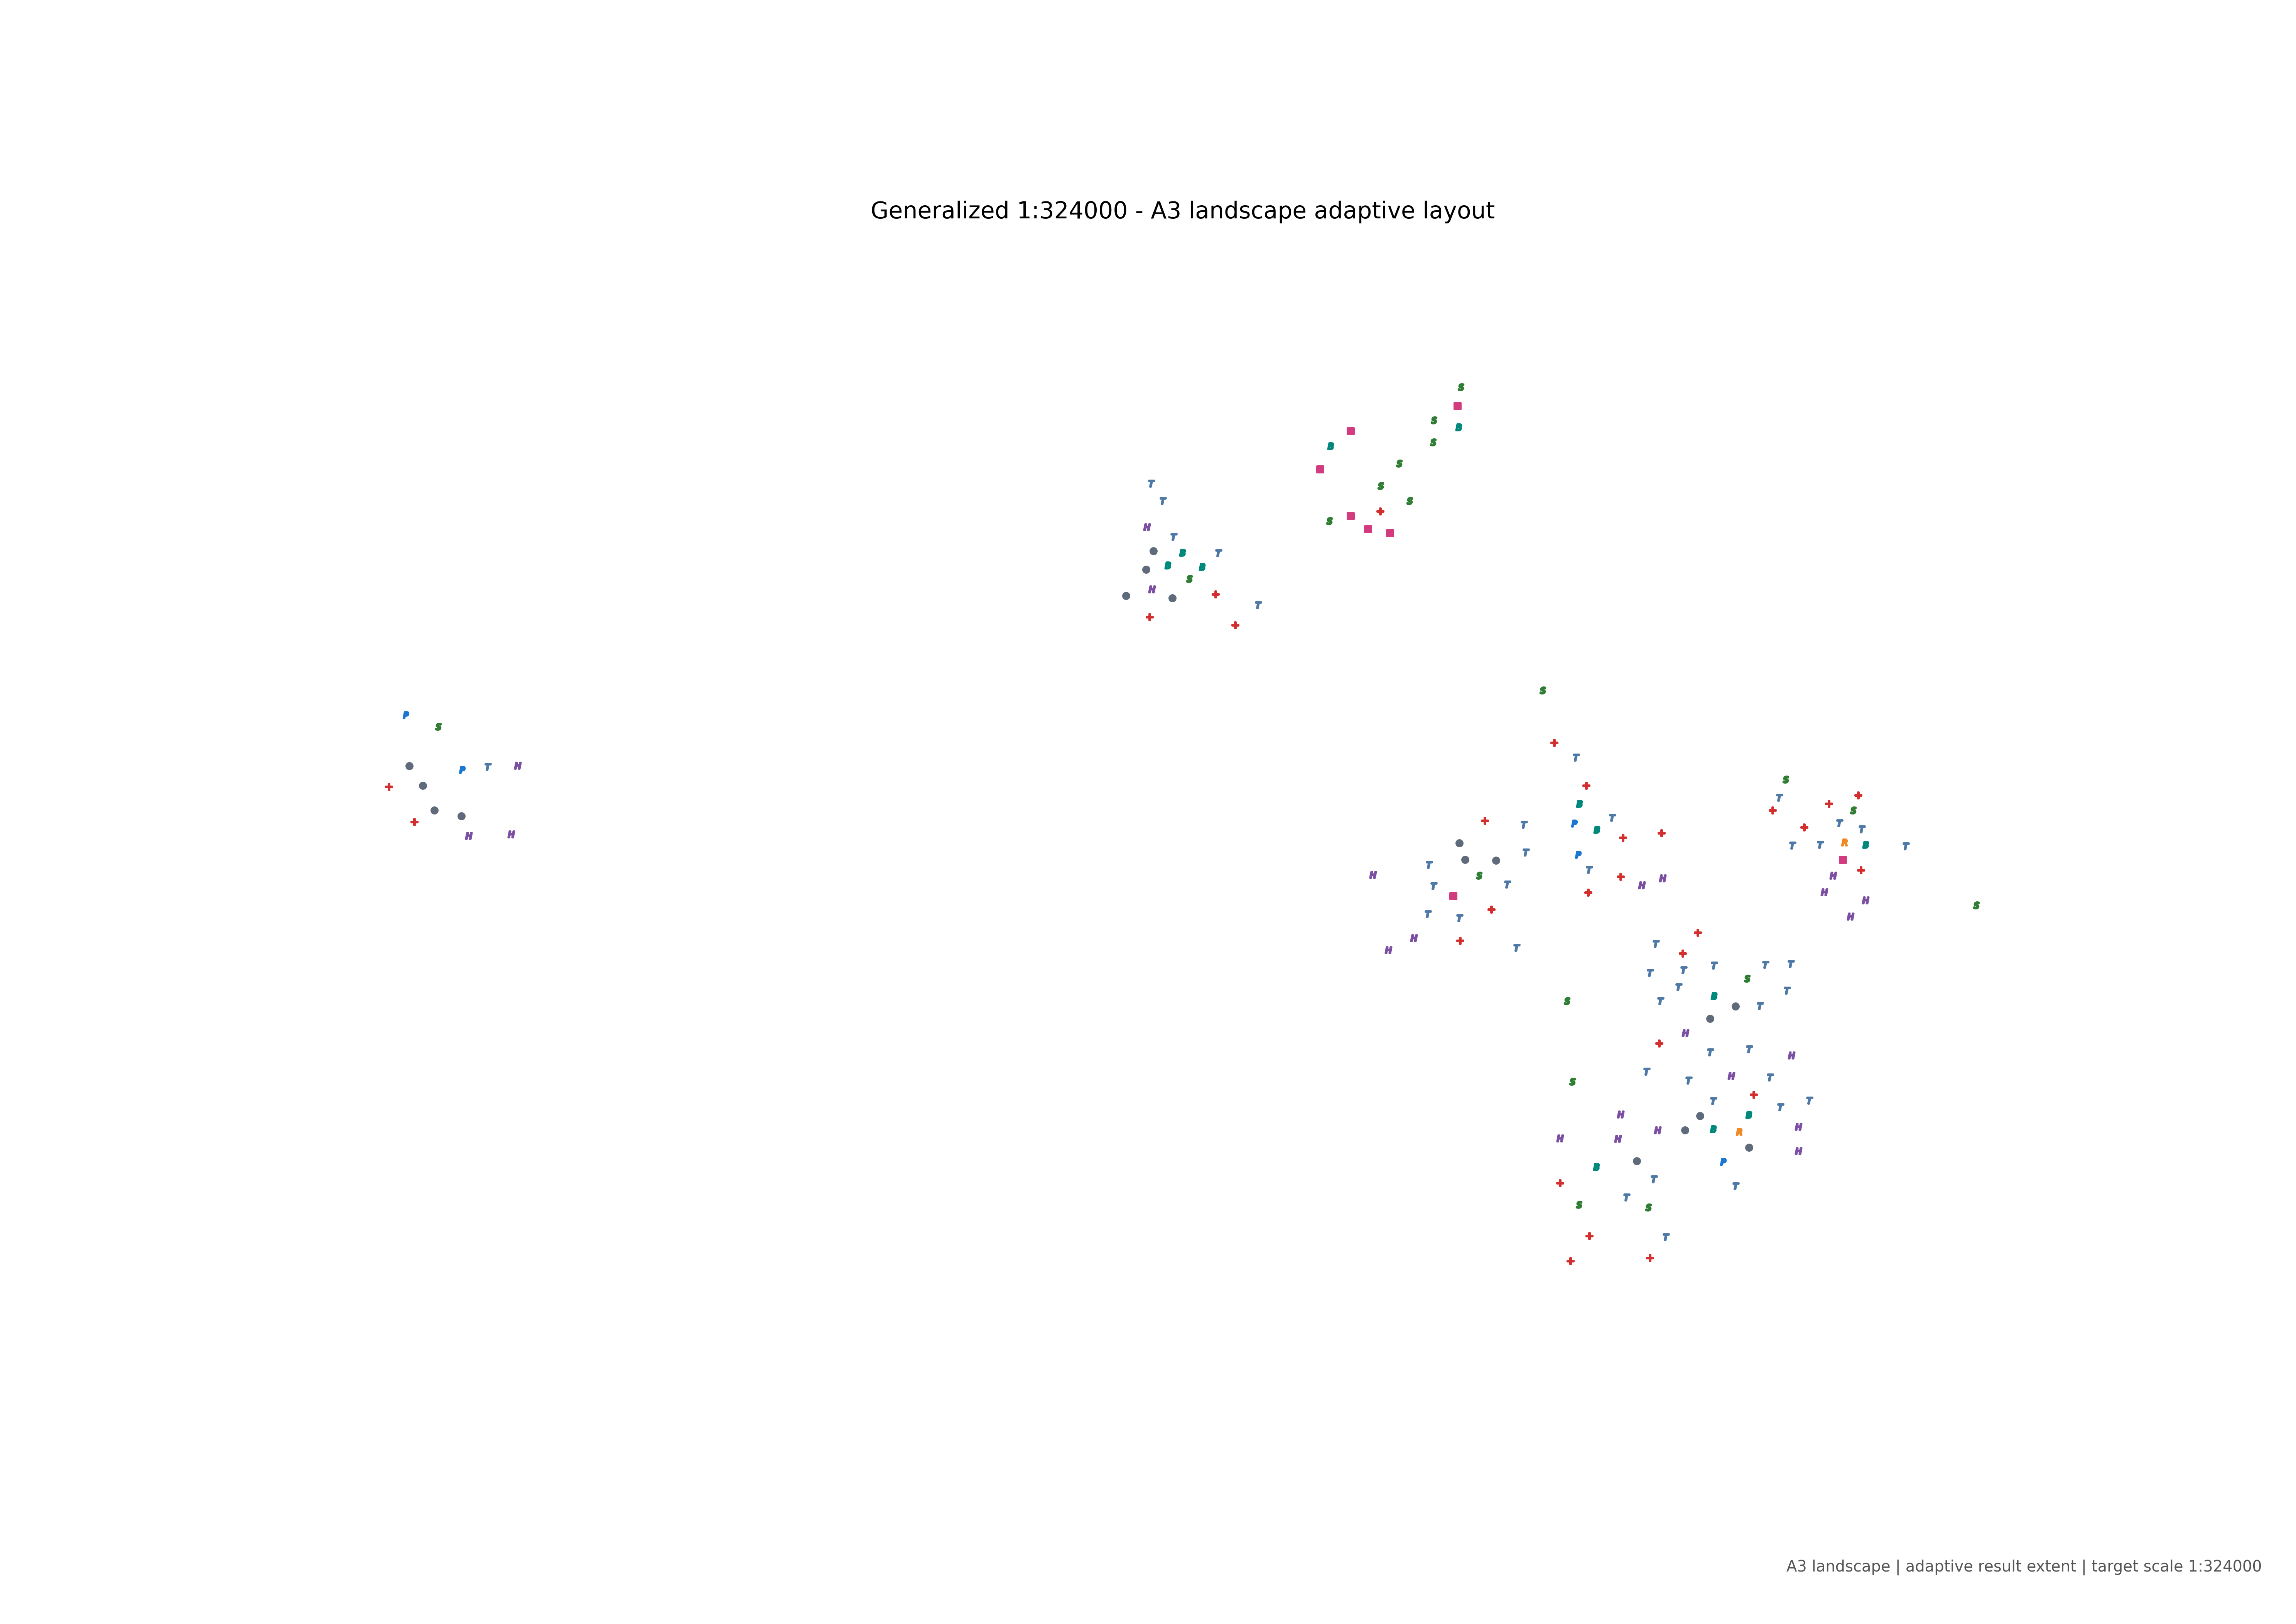 Generalized 1:324000 - A3 landscape adaptive layout
A3 landscape | adaptive result extent | target scale 1:324000